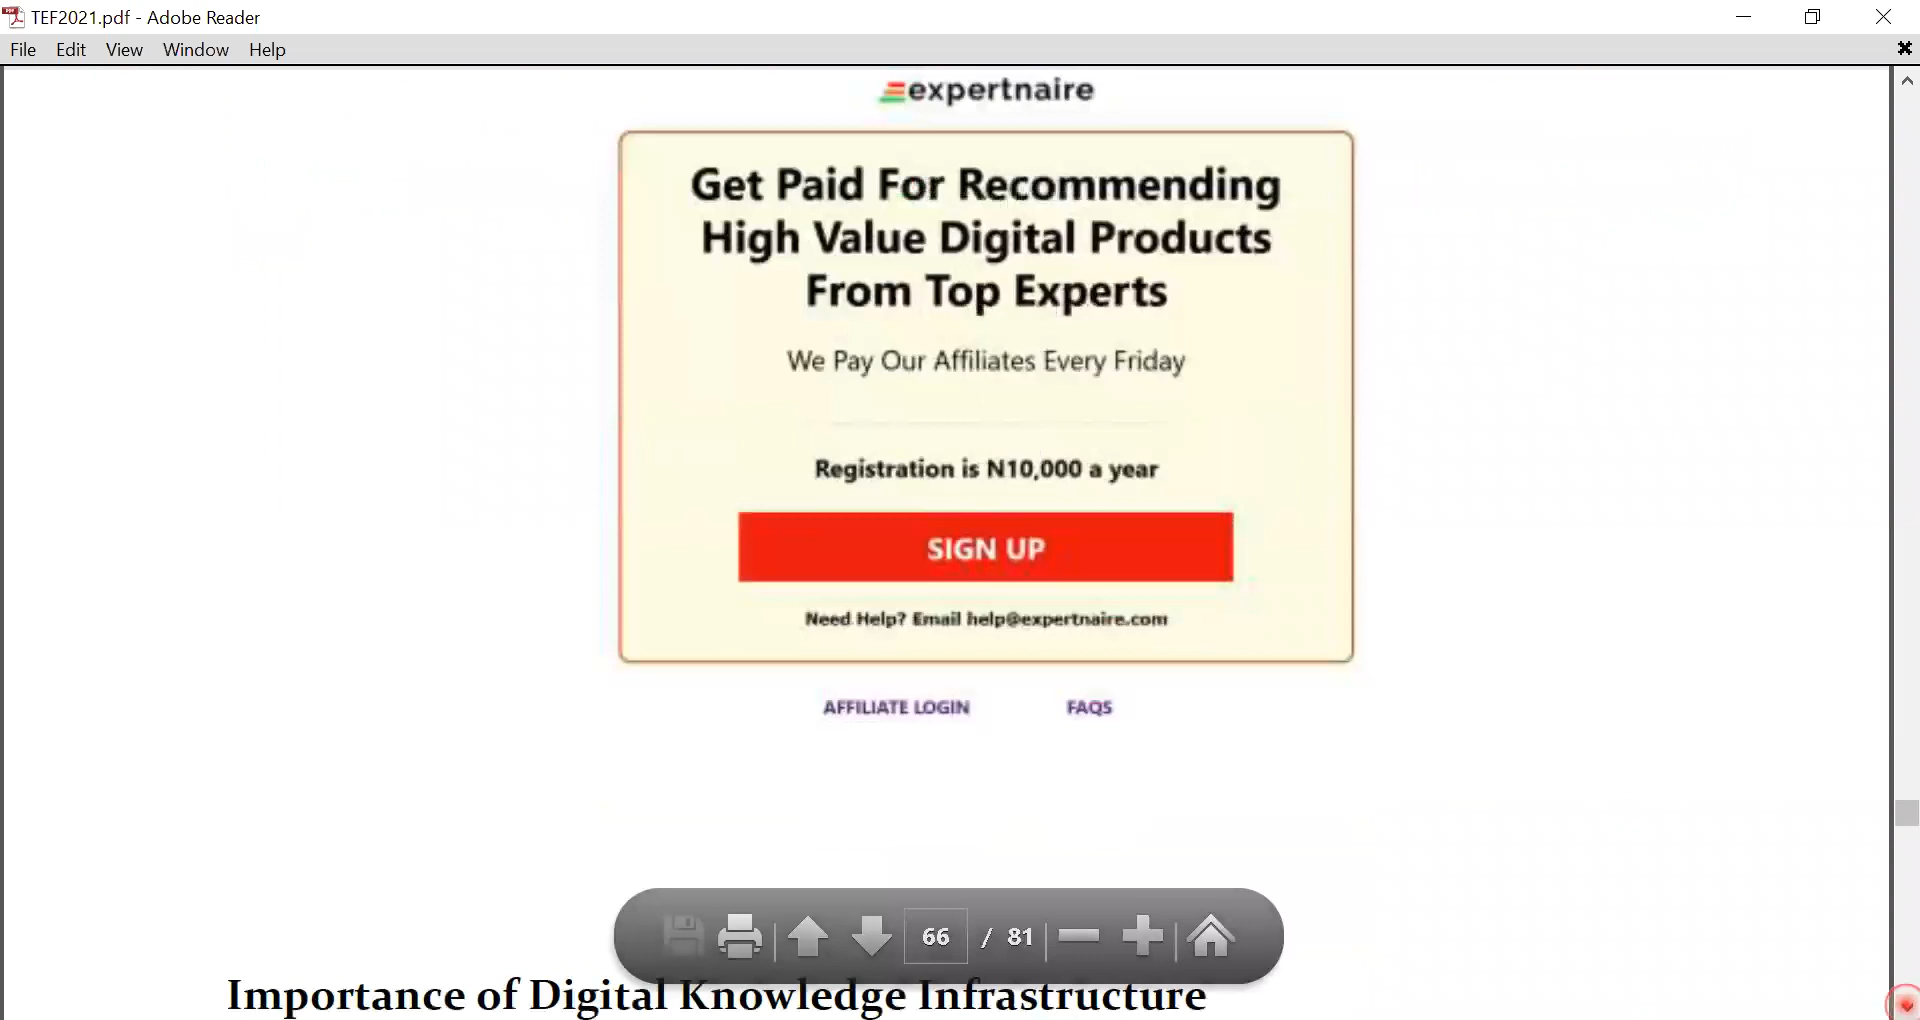 TEF2021.pdf - Adobe Reader
File Edit View Window Help
expertnaire
Get Paid For Recommending
High Value Digital Products
From Top Experts
We Pay Our Affiliates Every Friday
Registration is N10,000 a year
SIGN UP
Need Help? Email help@expertnaire.com
AFFILIATE LOGIN FAQS
66 / 81
Importance of Digital Knowledge Infrastructure